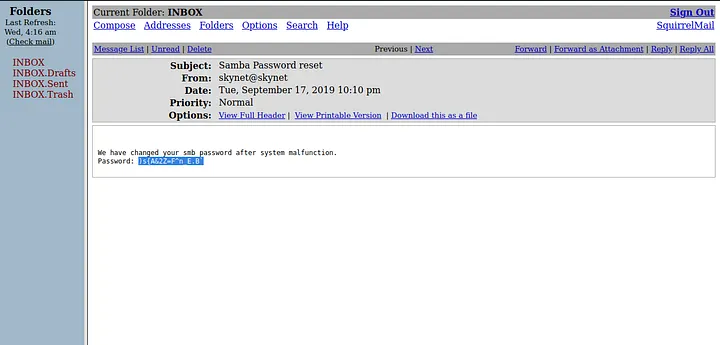 Folders
Last Refresh:
Wed, 4:16 am
(Check mail)
INBOX
INBOX.Drafts
INBOX.Sent
INBOX.Trash
Current Folder: INBOX Sign Out
Compose Addresses Folders Options Search Help SquirrelMail
Message List | Unread | Delete Previous | Next Forward | Forward as Attachment | Reply | Reply All
Subject: Samba Password reset
From: skynet@skynet
Date: Tue, September 17, 2019 10:10 pm
Priority: Normal
Options: View Full Header | View Printable Version | Download this as a file
We have changed your smb password after system malfunction.
Password: )s{A&2Z=F^n_E.B`